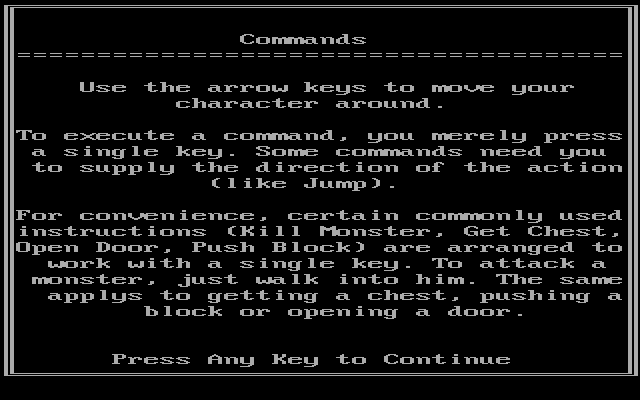 Commands
======================================
Use the arrow keys to move your
character around.
To execute a command, you merely press
a single key. Some commands need you
to supply the direction of the action
(like Jump).
For convenience, certain commonly used
instructions (Kill Monster, Get Chest,
Open Door, Push Block) are arranged to
work with a single key. To attack a
monster, just walk into him. The same
applys to getting a chest, pushing a
block or opening a door.
Press Any Key to Continue